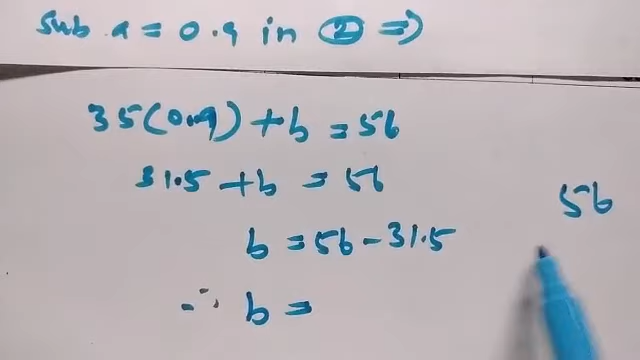 sub a = 0.9 in ② ⇒
35(0.9) + b = 56
31.5 + b = 56
56
b = 56 - 31.5
∴ b =